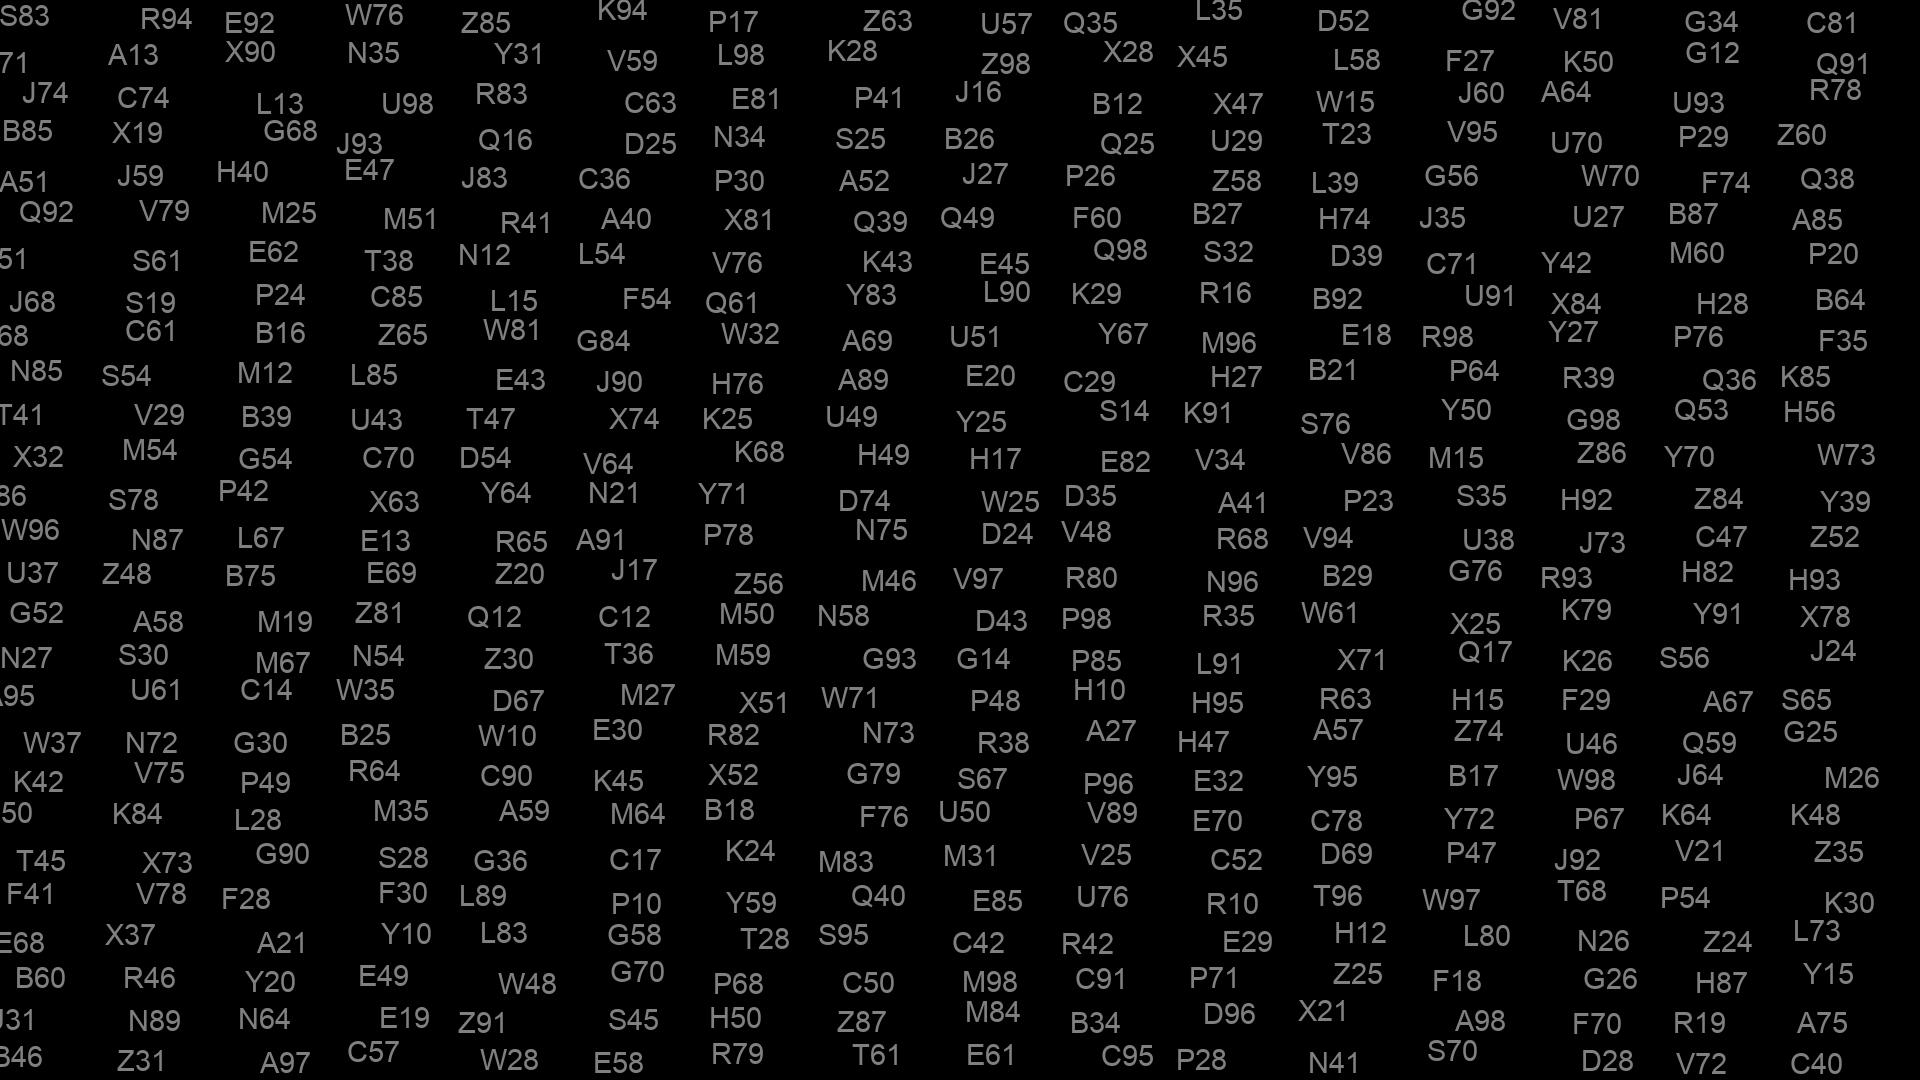 S83 R94 E92 W76 Z85 K94 P17 Z63 U57 Q35 L35 D52 G92 V81 G34 C81
71 A13 X90 N35 Y31 V59 L98 K28 Z98 X28 X45 L58 F27 K50 G12 Q91
J74 C74 L13 U98 R83 C63 E81 P41 J16 B12 X47 W15 J60 A64 U93 R78
B85 X19 G68 J93 Q16 D25 N34 S25 B26 Q25 U29 T23 V95 U70 P29 Z60
A51 J59 H40 E47 J83 C36 P30 A52 J27 P26 Z58 L39 G56 W70 F74 Q38
Q92 V79 M25 M51 R41 A40 X81 Q39 Q49 F60 B27 H74 J35 U27 B87 A85
51 S61 E62 T38 N12 L54 V76 K43 E45 Q98 S32 D39 C71 Y42 M60 P20
J68 S19 P24 C85 L15 F54 Q61 Y83 L90 K29 R16 B92 U91 X84 H28 B64
68 C61 B16 Z65 W81 G84 W32 A69 U51 Y67 M96 E18 R98 Y27 P76 F35
N85 S54 M12 L85 E43 J90 H76 A89 E20 C29 H27 B21 P64 R39 Q36 K85
T41 V29 B39 U43 T47 X74 K25 U49 Y25 S14 K91 S76 Y50 G98 Q53 H56
X32 M54 G54 C70 D54 V64 K68 H49 H17 E82 V34 V86 M15 Z86 Y70 W73
86 S78 P42 X63 Y64 N21 Y71 D74 W25 D35 A41 P23 S35 H92 Z84 Y39
W96 N87 L67 E13 R65 A91 P78 N75 D24 V48 R68 V94 U38 J73 C47 Z52
U37 Z48 B75 E69 Z20 J17 Z56 M46 V97 R80 N96 B29 G76 R93 H82 H93
G52 A58 M19 Z81 Q12 C12 M50 N58 D43 P98 R35 W61 X25 K79 Y91 X78
N27 S30 M67 N54 Z30 T36 M59 G93 G14 P85 L91 X71 Q17 K26 S56 J24
95 U61 C14 W35 D67 M27 X51 W71 P48 H10 H95 R63 H15 F29 A67 S65
W37 N72 G30 B25 W10 E30 R82 N73 R38 A27 H47 A57 Z74 U46 Q59 G25
K42 V75 P49 R64 C90 K45 X52 G79 S67 P96 E32 Y95 B17 W98 J64 M26
50 K84 L28 M35 A59 M64 B18 F76 U50 V89 E70 C78 Y72 P67 K64 K48
T45 X73 G90 S28 G36 C17 K24 M83 M31 V25 C52 D69 P47 J92 V21 Z35
F41 V78 F28 F30 L89 P10 Y59 Q40 E85 U76 R10 T96 W97 T68 P54 K30
E68 X37 A21 Y10 L83 G58 T28 S95 C42 R42 E29 H12 L80 N26 Z24 L73
B60 R46 Y20 E49 W48 G70 P68 C50 M98 C91 P71 Z25 F18 G26 H87 Y15
31 N89 N64 E19 Z91 S45 H50 Z87 M84 B34 D96 X21 A98 F70 R19 A75
B46 Z31 A97 C57 W28 E58 R79 T61 E61 C95 P28 N41 S70 D28 V72 C40